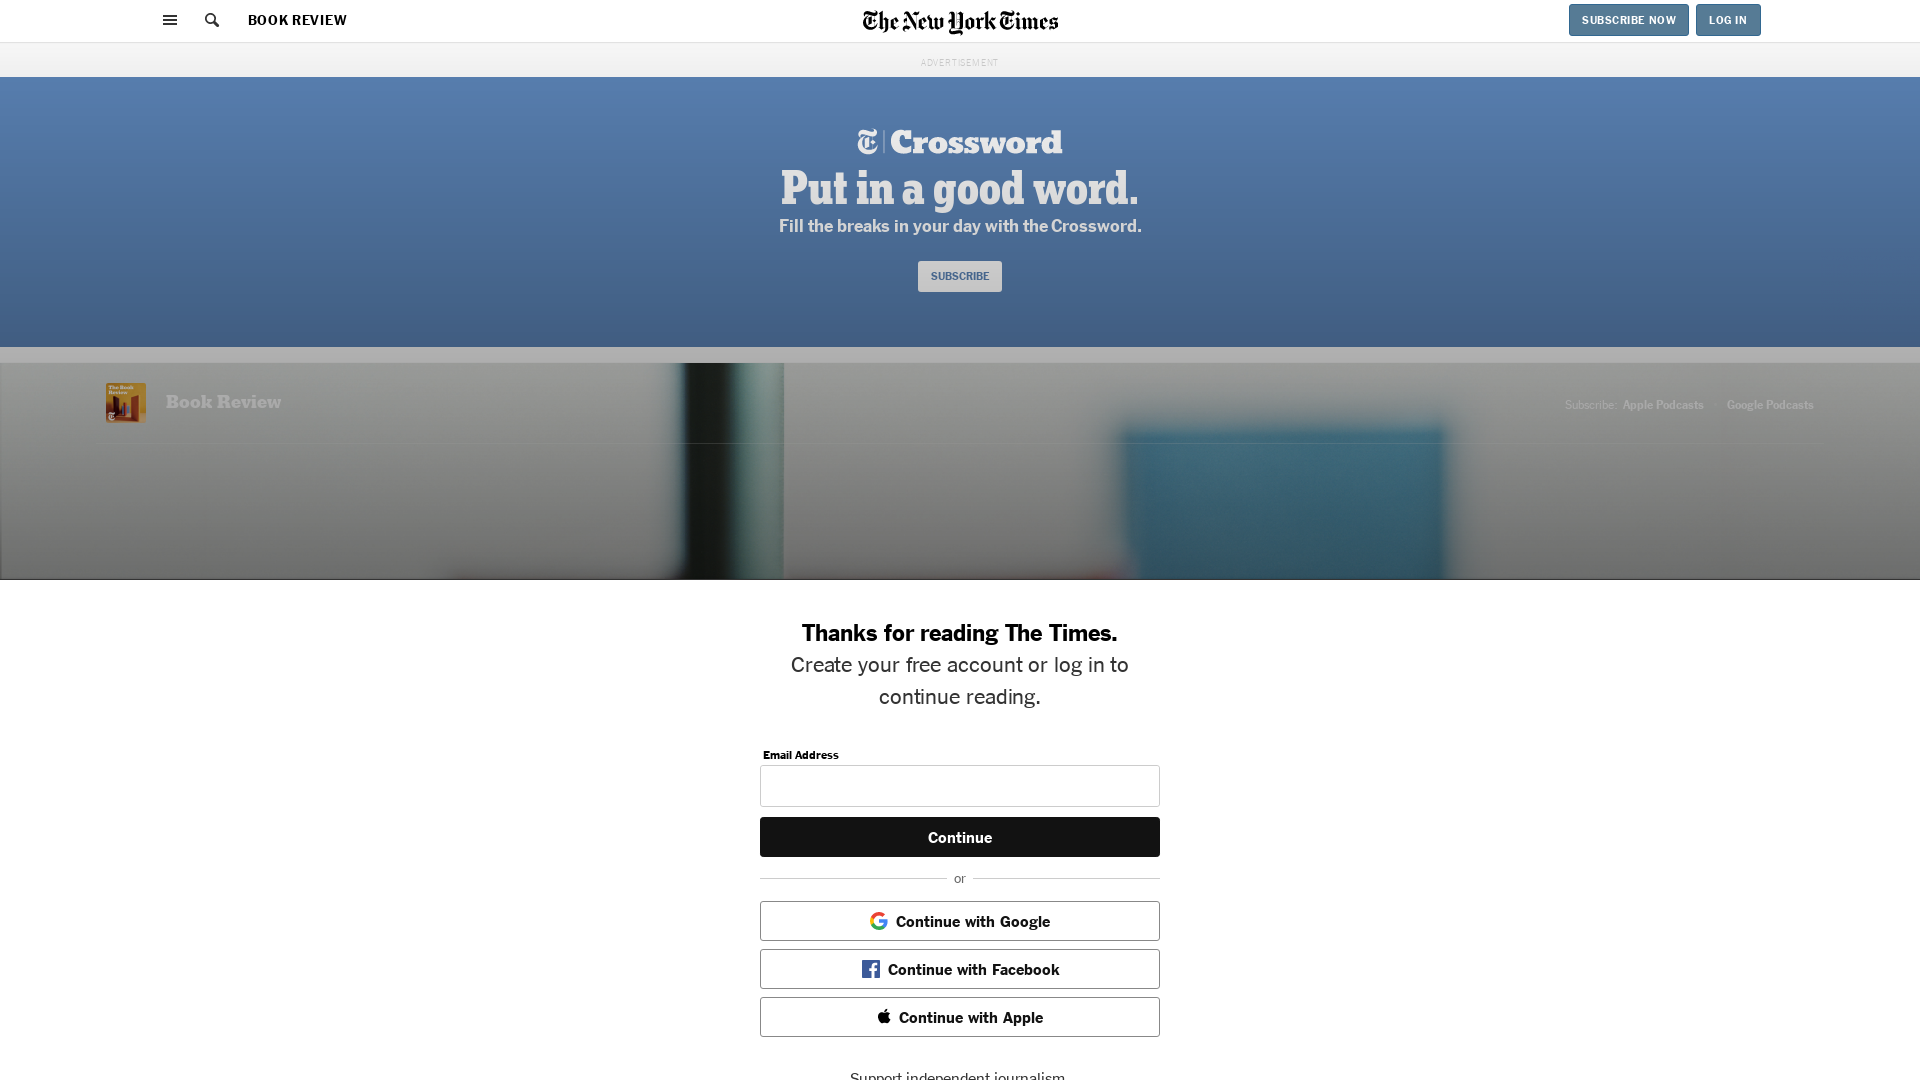 BOOK REVIEW
The New York Times
SUBSCRIBE NOW
LOG IN
ADVERTISEMENT
Crossword
Put in a good word.
Fill the breaks in your day with the Crossword.
SUBSCRIBE
The Book
Review
Book Review
Subscribe:
Apple Podcasts
Google Podcasts
Thanks for reading The Times.
Create your free account or log in to
continue reading.
Email Address
Continue
or
Continue with Google
Continue with Facebook
Continue with Apple
Support independent journalism